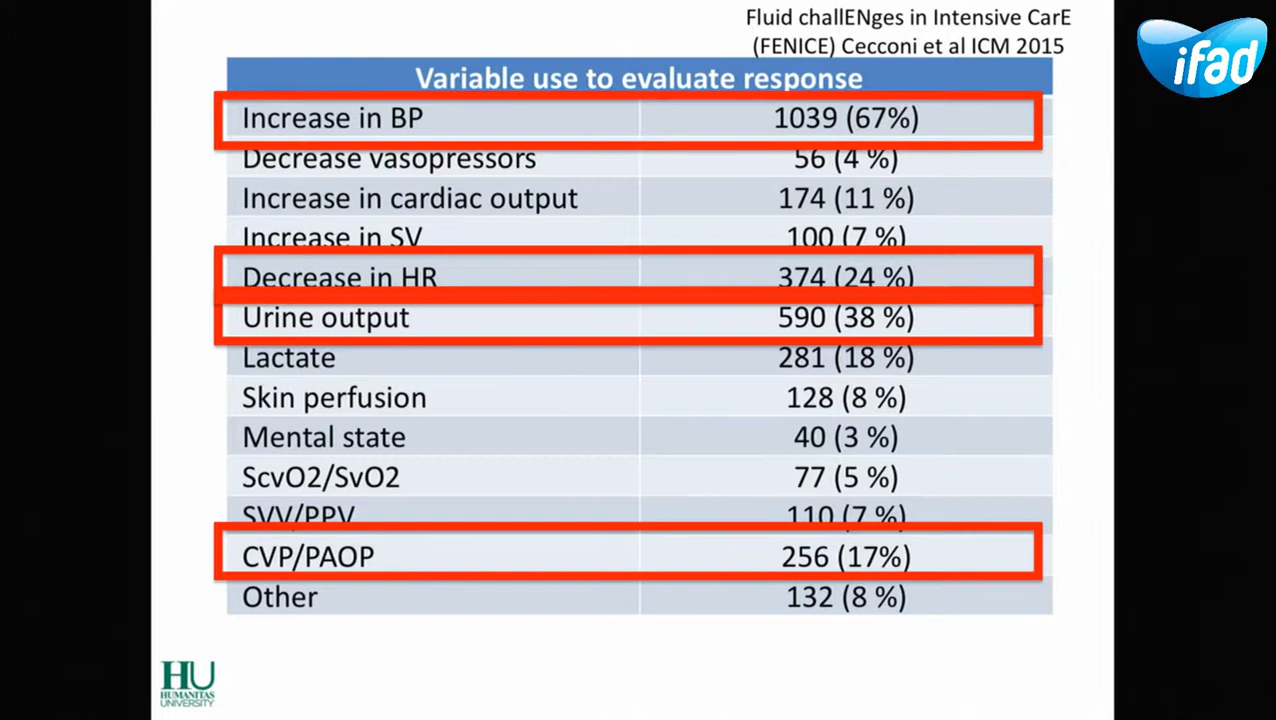 Fluid challENges in Intensive CarE
(FENICE) Cecconi et al ICM 2015
ifad
Variable use to evaluate response
Increase in BP 1039 (67%)
Decrease vasopressors 56 (4 %)
Increase in cardiac output 174 (11 %)
Increase in SV 100 (7 %)
Decrease in HR 374 (24 %)
Urine output 590 (38 %)
Lactate 281 (18 %)
Skin perfusion 128 (8 %)
Mental state 40 (3 %)
ScvO2/SvO2 77 (5 %)
SVV/PPV 110 (7 %)
CVP/PAOP 256 (17%)
Other 132 (8 %)
HU
HUMANITAS
UNIVERSITY